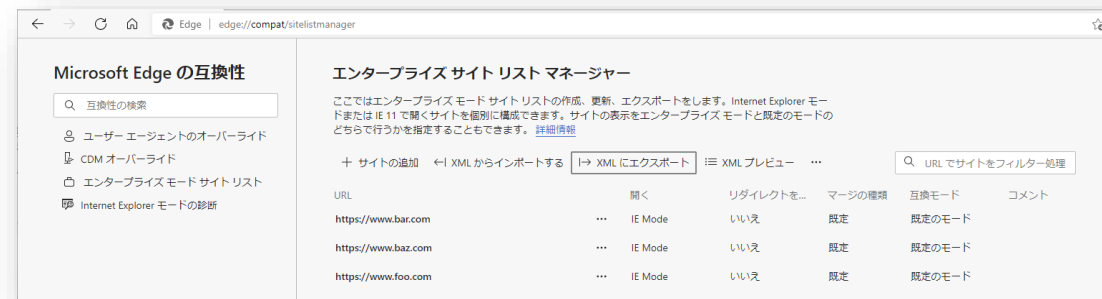 Edge | edge://compat/sitelistmanager
Microsoft Edge の互換性
互換性の検索
ユーザー エージェントのオーバーライド
CDM オーバーライド
エンタープライズ モード サイト リスト
Internet Explorer モードの診断
エンタープライズ サイト リスト マネージャー
ここではエンタープライズ モード サイト リストの作成、更新、エクスポートをします。Internet Explorer モー
ドまたは IE 11 で開くサイトを個別に構成できます。サイトの表示をエンタープライズ モードと既定のモードの
どちらで行うかを指定することもできます。 詳細情報
サイトの追加 XML からインポートする XML にエクスポート XML プレビュー ... URL でサイトをフィルター処理
URL 開く リダイレクトを... マージの種類 互換モード コメント
https://www.bar.com ... IE Mode いいえ 既定 既定のモード
https://www.baz.com ... IE Mode いいえ 既定 既定のモード
https://www.foo.com ... IE Mode いいえ 既定 既定のモード